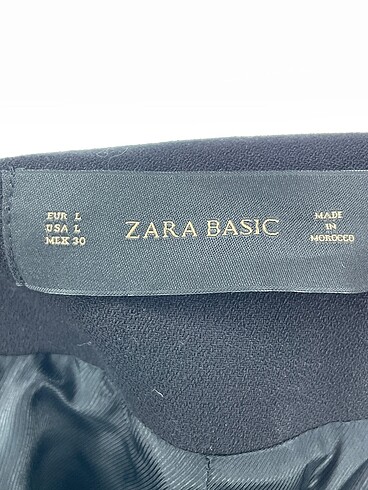 EUR L
USA L
MEX 30
ZARA BASIC
MADE
IN
MOROCCO